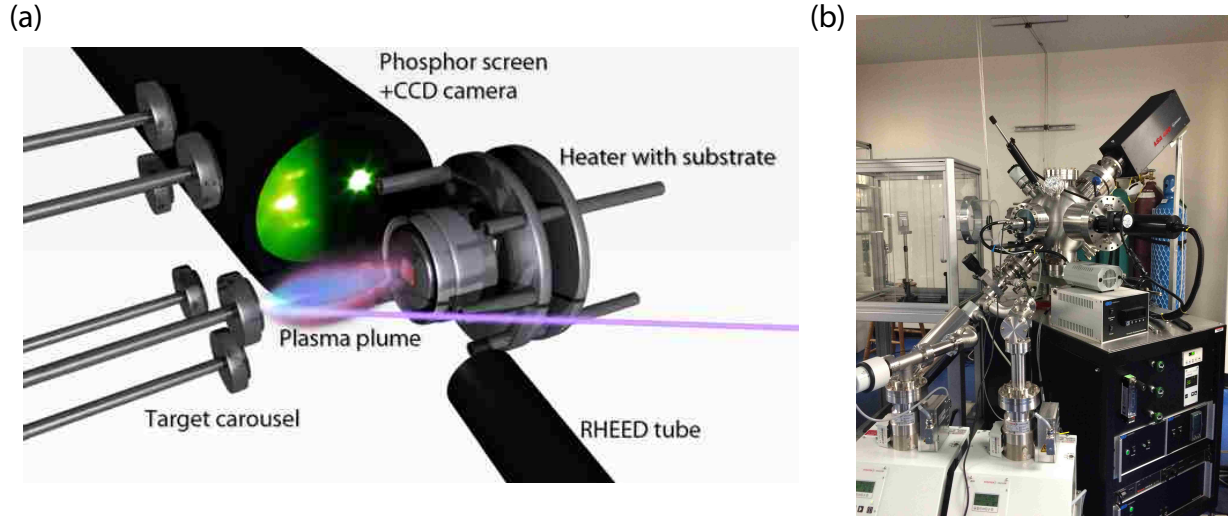 (a)
(b)
Phosphor screen
+CCD camera
Heater with substrate
Plasma plume
Target carousel
RHEED tube